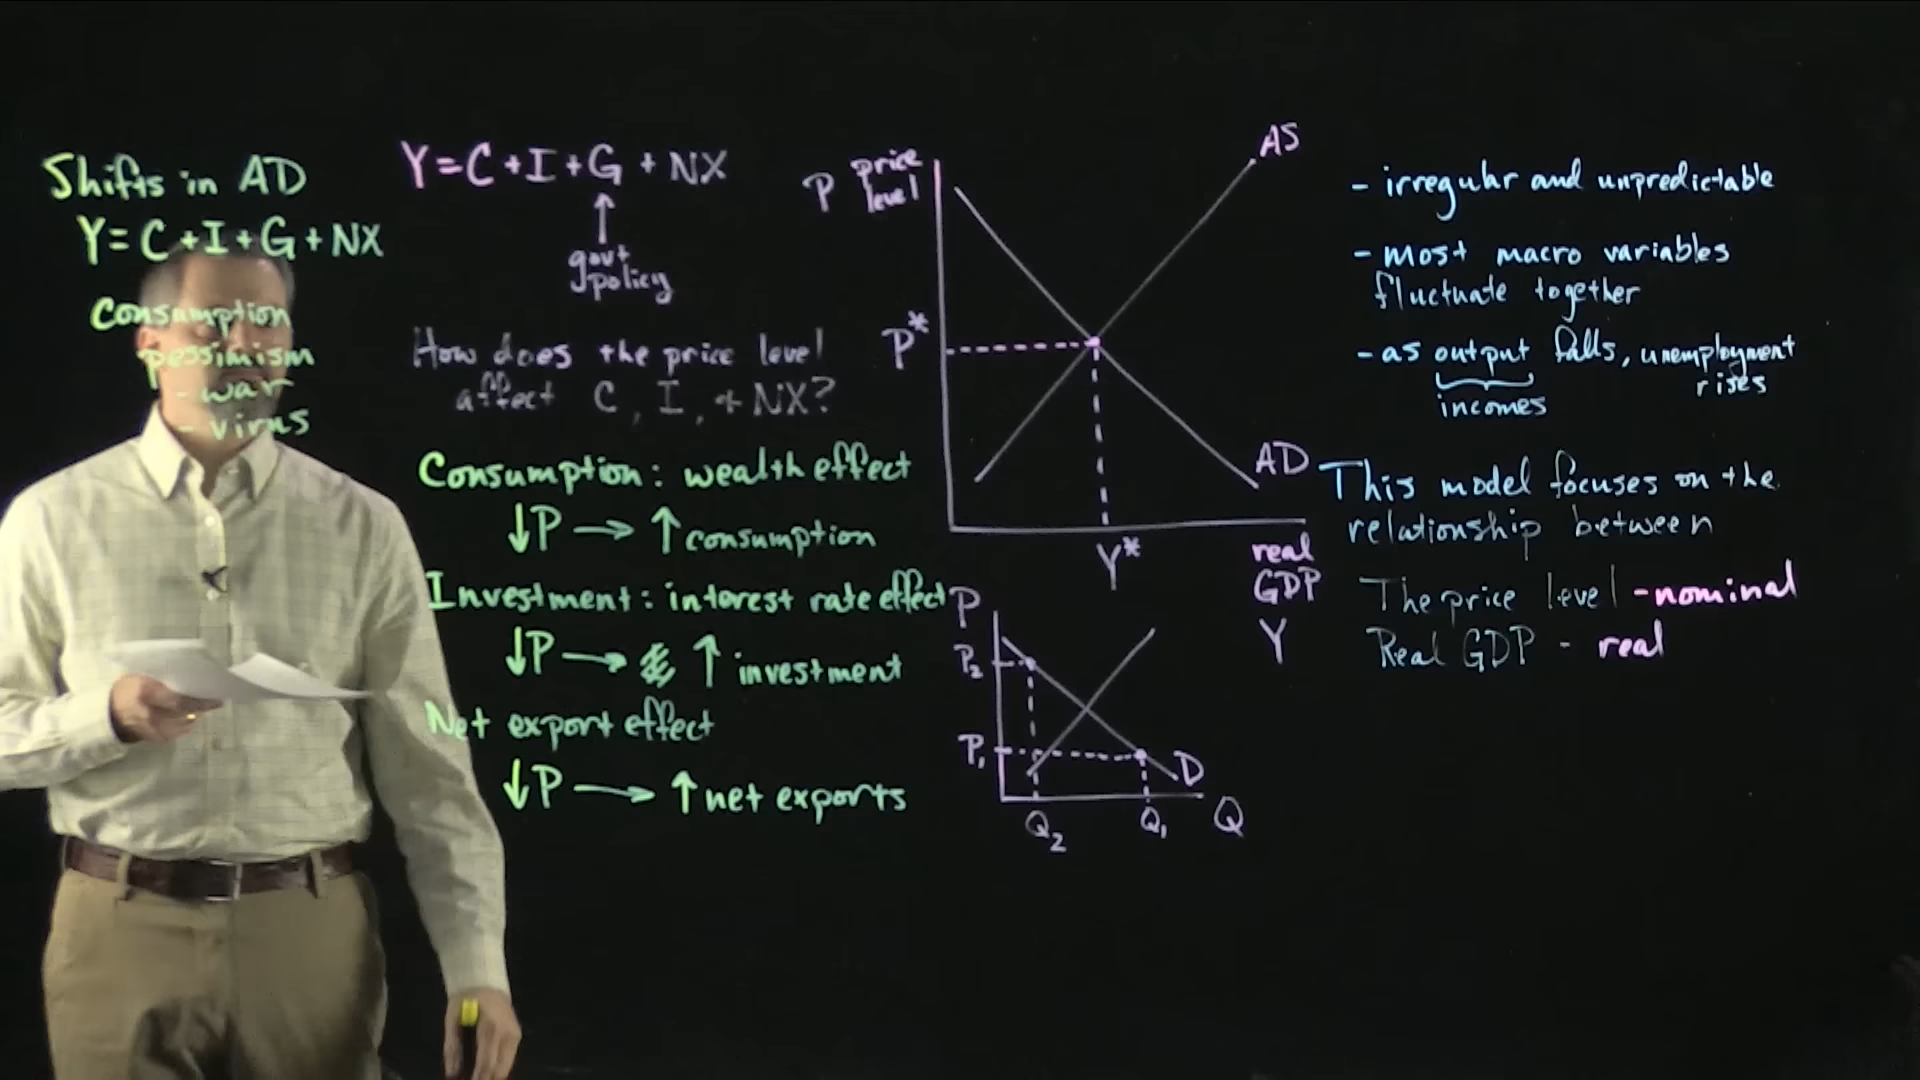 Shifts in AD
Y=C+I+G+NX
Consumption
pessimism
- war
- virus
Y=C+I+G+NX
govt
policy
How does the price level
affect C, I, + NX?
Consumption: wealth effect
↓P → ↑ consumption
Investment: interest rate effect
↓P → ↑ investment
Net export effect
↓P → ↑ net exports
P price
level
AS
P*
AD
Y*
real
GDP
Y
P
P2
P1
D
Q2
Q1
Q
- irregular and unpredictable
- most macro variables
fluctuate together
- as output falls, unemployment
rises
incomes
This model focuses on the
relationship between
The price level - nominal
Real GDP - real